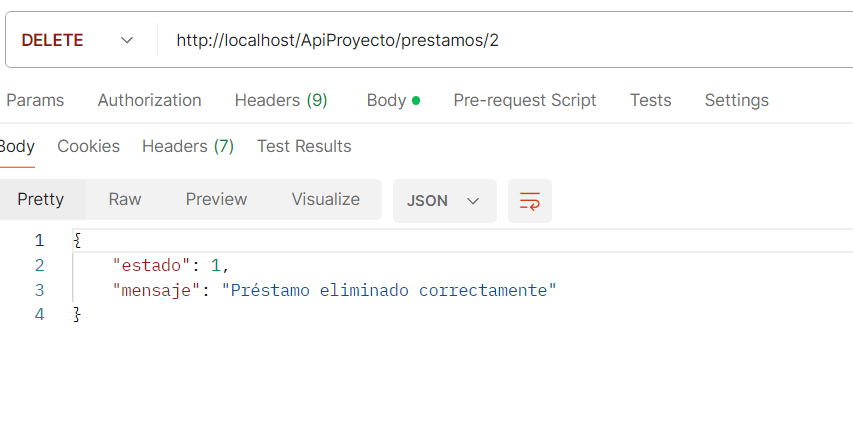 DELETE http://localhost/ApiProyecto/prestamos/2
Params Authorization Headers (9) Body Pre-request Script Tests Settings
Body Cookies Headers (7) Test Results
Pretty Raw Preview Visualize JSON
1 {
2 "estado": 1,
3 "mensaje": "Préstamo eliminado correctamente"
4 }